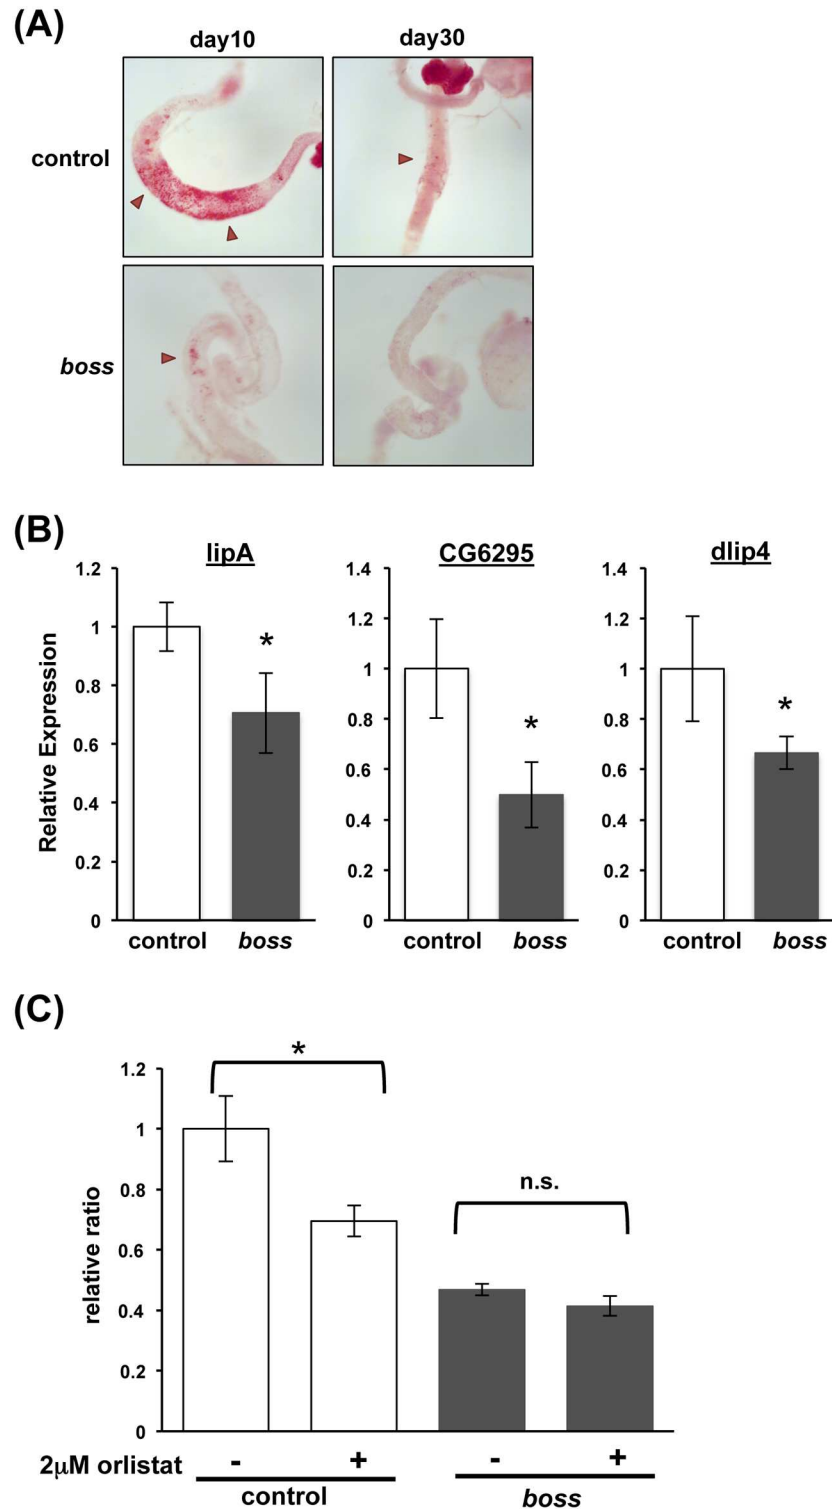 (A)
day10 day30
control
boss
(B)
lipA CG6295 dlip4
Relative Expression
1.2
1
0.8
0.6
0.4
0.2
0
1.4
1.2
1
0.8
0.6
0.4
0.2
0
1.4
1.2
1
0.8
0.6
0.4
0.2
0
*
*
*
control boss control boss control boss
(C)
relative ratio
1.2
1
0.8
0.6
0.4
0.2
0
*
n.s.
2μM orlistat - + - +
control boss